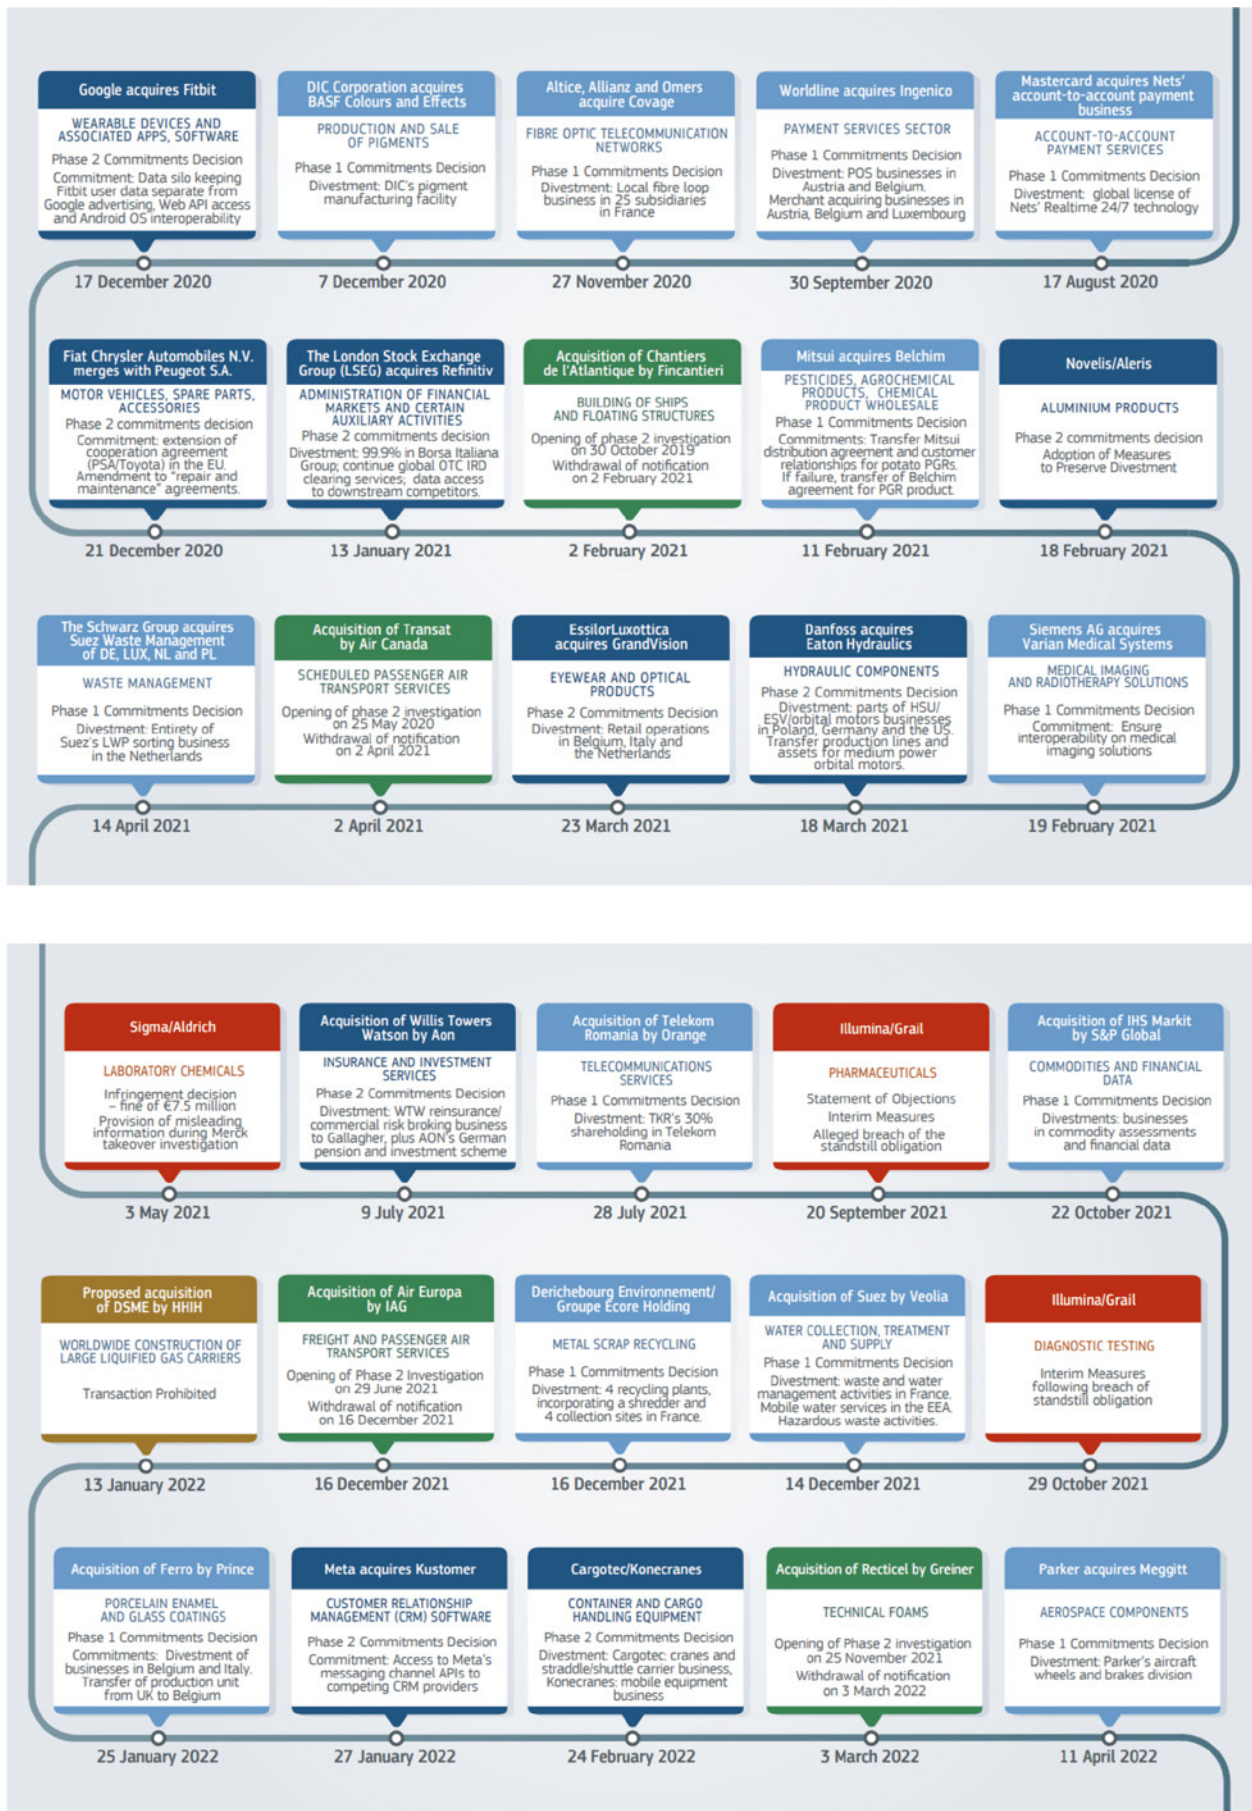 Google acquires Fitbit
WEARABLE DEVICES AND
ASSOCIATED APPS, SOFTWARE
Phase 2 Commitments Decision
Commitment: Data silo keeping
Fitbit user data separate from
Google advertising, Web API access
and Android OS interoperability
17 December 2020
DIC Corporation acquires
BASF Colours and Effects
PRODUCTION AND SALE
OF PIGMENTS
Phase 1 Commitments Decision
Divestment: DIC's pigment
manufacturing facility
7 December 2020
Altice, Allianz and Omers
acquire Covage
FIBRE OPTIC TELECOMMUNICATION
NETWORKS
Phase 1 Commitments Decision
Divestment: Local fibre loop
business in 25 subsidiaries
in France
27 November 2020
Worldline acquires Ingenico
PAYMENT SERVICES SECTOR
Phase 1 Commitments Decision
Divestment: POS businesses in
Austria and Belgium.
Merchant acquiring businesses in
Austria, Belgium and Luxembourg
30 September 2020
Mastercard acquires Nets'
account-to-account payment
business
ACCOUNT-TO-ACCOUNT
PAYMENT SERVICES
Phase 1 Commitments Decision
Divestment: global license of
Nets' Realtime 24/7 technology
17 August 2020
Fiat Chrysler Automobiles N.V.
merges with Peugeot S.A.
MOTOR VEHICLES, SPARE PARTS,
ACCESSORIES
Phase 2 commitments decision
Commitment: extension of
cooperation agreement
(PSA/Toyota) in the EU.
Amendment to "repair and
maintenance" agreements.
21 December 2020
The London Stock Exchange
Group (LSEG) acquires Refinitiv
ADMINISTRATION OF FINANCIAL
MARKETS AND CERTAIN
AUXILIARY ACTIVITIES
Phase 2 commitments decision
Divestment: 99.9% in Borsa Italiana
Group; continue global OTC IRD
clearing services; data access
to downstream competitors.
13 January 2021
Acquisition of Chantiers
de l'Atlantique by Fincantieri
BUILDING OF SHIPS
AND FLOATING STRUCTURES
Opening of phase 2 investigation
on 30 October 2019
Withdrawal of notification
on 2 February 2021
2 February 2021
Mitsui acquires Belchim
PESTICIDES, AGROCHEMICAL
PRODUCTS, CHEMICAL
PRODUCT WHOLESALE
Phase 1 Commitments Decision
Commitments: Transfer Mitsui
distribution agreement and customer
relationships for potato PGRs.
If failure, transfer of Belchim
agreement for PGR product.
11 February 2021
Novelis/Aleris
ALUMINIUM PRODUCTS
Phase 2 commitments decision
Adoption of Measures
to Preserve Divestment
18 February 2021
The Schwarz Group acquires
Suez Waste Management
of DE, LUX, NL and PL
WASTE MANAGEMENT
Phase 1 Commitments Decision
Divestment: Entirety of
Suez's LWP sorting business
in the Netherlands
14 April 2021
Acquisition of Transat
by Air Canada
SCHEDULED PASSENGER AIR
TRANSPORT SERVICES
Opening of phase 2 investigation
on 25 May 2020
Withdrawal of notification
on 2 April 2021
2 April 2021
EssilorLuxottica
acquires GrandVision
EYEWEAR AND OPTICAL
PRODUCTS
Phase 2 Commitments Decision
Divestment: Retail operations
in Belgium, Italy and
the Netherlands
23 March 2021
Danfoss acquires
Eaton Hydraulics
HYDRAULIC COMPONENTS
Phase 2 Commitments Decision
Divestment: parts of HSU/
ESV/orbital motors businesses
in Poland, Germany and the US.
Transfer production lines and
assets for medium power
orbital motors.
18 March 2021
Siemens AG acquires
Varian Medical Systems
MEDICAL IMAGING
AND RADIOTHERAPY SOLUTIONS
Phase 1 Commitments Decision
Commitment: Ensure
interoperability on medical
imaging solutions
19 February 2021
Sigma/Aldrich
LABORATORY CHEMICALS
Infringement decision
– fine of €7.5 million
Provision of misleading
information during Merck
takeover investigation
3 May 2021
Acquisition of Willis Towers
Watson by Aon
INSURANCE AND INVESTMENT
SERVICES
Phase 2 Commitments Decision
Divestment: WTW reinsurance/
commercial risk broking business
to Gallagher, plus AON's German
pension and investment scheme
9 July 2021
Acquisition of Telekom
Romania by Orange
TELECOMMUNICATIONS
SERVICES
Phase 1 Commitments Decision
Divestment: TKR's 30%
shareholding in Telekom
Romania
28 July 2021
Illumina/Grail
PHARMACEUTICALS
Statement of Objections
Interim Measures
Alleged breach of the
standstill obligation
20 September 2021
Acquisition of IHS Markit
by S&P Global
COMMODITIES AND FINANCIAL
DATA
Phase 1 Commitments Decision
Divestments: businesses
in commodity assessments
and financial data
22 October 2021
Proposed acquisition
of DSME by HHIH
WORLDWIDE CONSTRUCTION OF
LARGE LIQUIFIED GAS CARRIERS
Transaction Prohibited
13 January 2022
Acquisition of Air Europa
by IAG
FREIGHT AND PASSENGER AIR
TRANSPORT SERVICES
Opening of Phase 2 Investigation
on 29 June 2021
Withdrawal of notification
on 16 December 2021
16 December 2021
Derichebourg Environnement/
Groupe Ecore Holding
METAL SCRAP RECYCLING
Phase 1 Commitments Decision
Divestment: 4 recycling plants,
incorporating a shredder and
4 collection sites in France.
16 December 2021
Acquisition of Suez by Veolia
WATER COLLECTION, TREATMENT
AND SUPPLY
Phase 1 Commitments Decision
Divestment: waste and water
management activities in France.
Mobile water services in the EEA.
Hazardous waste activities.
14 December 2021
Illumina/Grail
DIAGNOSTIC TESTING
Interim Measures
following breach of
standstill obligation
29 October 2021
Acquisition of Ferro by Prince
PORCELAIN ENAMEL
AND GLASS COATINGS
Phase 1 Commitments Decision
Commitments: Divestment of
businesses in Belgium and Italy.
Transfer of production unit
from UK to Belgium
25 January 2022
Meta acquires Kustomer
CUSTOMER RELATIONSHIP
MANAGEMENT (CRM) SOFTWARE
Phase 2 Commitments Decision
Commitment: Access to Meta's
messaging channel APIs to
competing CRM providers
27 January 2022
Cargotec/Konecranes
CONTAINER AND CARGO
HANDLING EQUIPMENT
Phase 2 Commitments Decision
Divestment: Cargotec: cranes and
straddle/shuttle carrier business,
Konecranes: mobile equipment
business
24 February 2022
Acquisition of Recticel by Greiner
TECHNICAL FOAMS
Opening of Phase 2 investigation
on 25 November 2021
Withdrawal of notification
on 3 March 2022
3 March 2022
Parker acquires Meggitt
AEROSPACE COMPONENTS
Phase 1 Commitments Decision
Divestment: Parker's aircraft
wheels and brakes division
11 April 2022